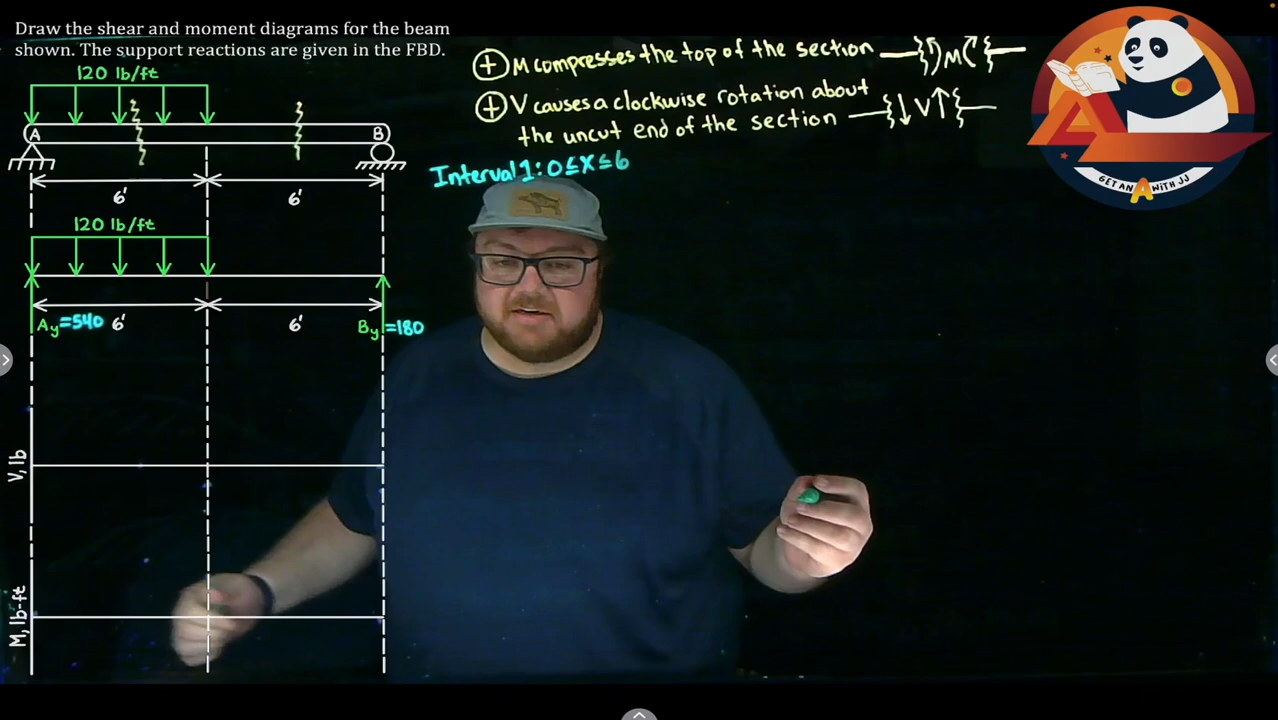 Draw the shear and moment diagrams for the beam
shown. The support reactions are given in the FBD.
⊕ M compresses the top of the section M
⊕ V causes a clockwise rotation about
the uncut end of the section V
120 lb/ft
A B
6' 6'
Interval 1: 0 ≤ x ≤ 6
120 lb/ft
6' 6'
Ay =540 By =180
V, lb
M, lb-ft
GET AN A WITH JJ